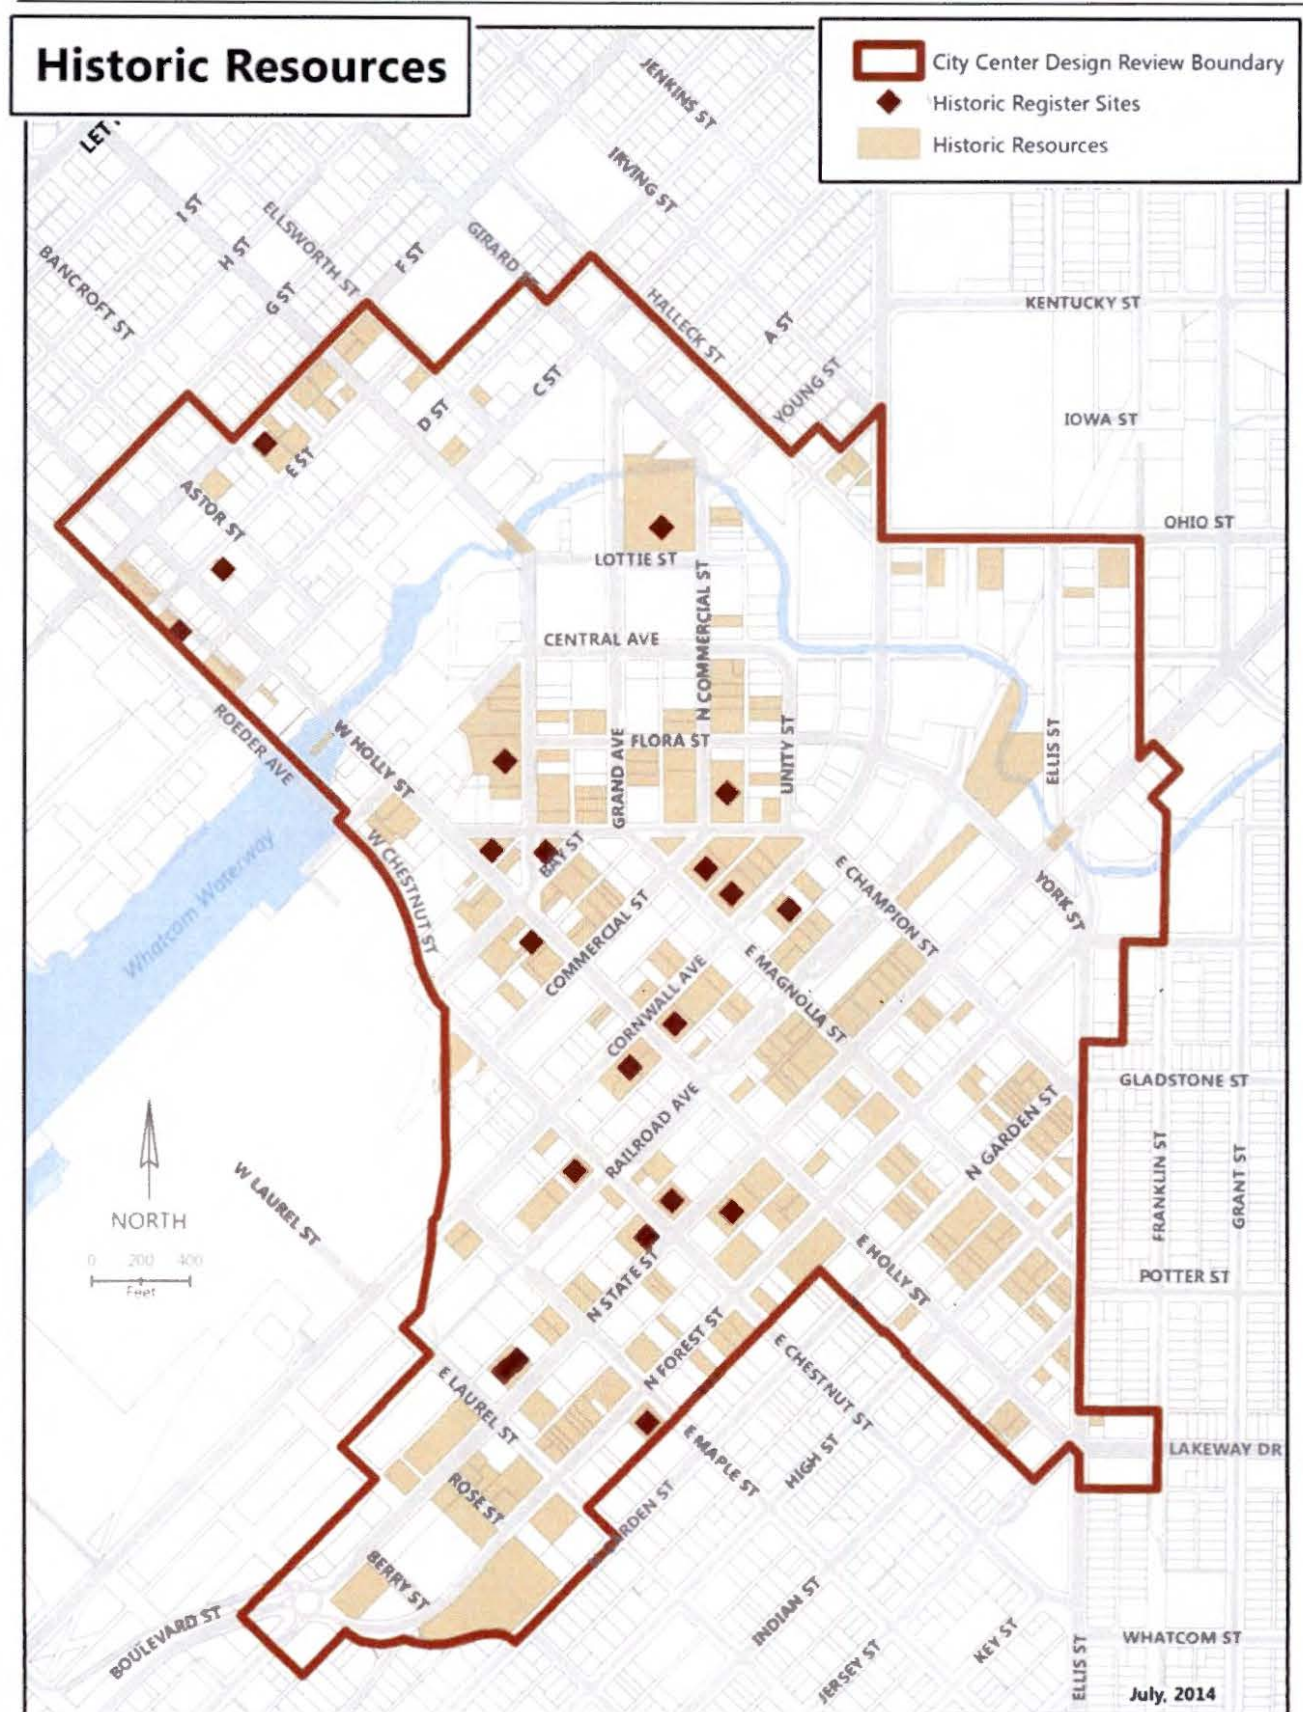 Historic Resources
City Center Design Review Boundary
Historic Register Sites
Historic Resources
JENKINS ST
IRVING ST
I ST
H ST
G ST
ELLSWORTH ST
F ST
GIRARD
BANCROFT ST
HALLECK ST
A ST
YOUNG ST
KENTUCKY ST
IOWA ST
C ST
D ST
E ST
ASTOR ST
OHIO ST
LOTTIE ST
CENTRAL AVE
N COMMERCIAL ST
FLORA ST
GRAND AVE
UNITY ST
ELLIS ST
ROEDER AVE
W HOLLY ST
W CHESTNUT ST
BAY ST
Whatcom Waterway
COMMERCIAL ST
E CHAMPION ST
YORK ST
E MAGNOLIA ST
CORNWALL AVE
RAILROAD AVE
GLADSTONE ST
N GARDEN ST
FRANKLIN ST
GRANT ST
NORTH
0 200 400
Feet
W LAUREL ST
N STATE ST
E HOLLY ST
POTTER ST
N FOREST ST
E CHESTNUT ST
E LAUREL ST
E MAPLE ST
HIGH ST
LAKEWAY DR
ROSE ST
BERRY ST
BOULEVARD ST
INDIAN ST
JERSEY ST
KEY ST
ELLIS ST
WHATCOM ST
July, 2014